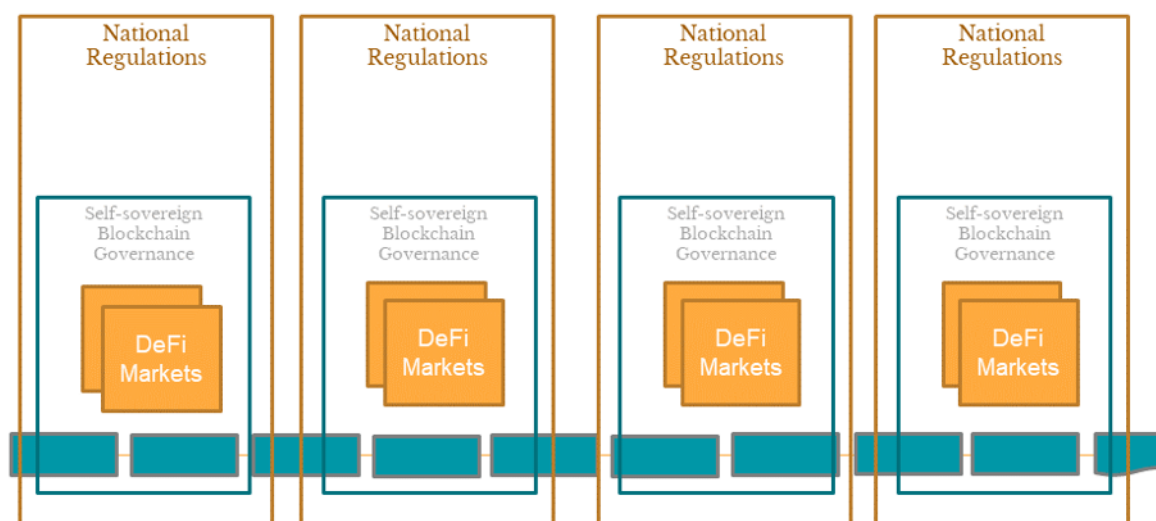 National
Regulations
National
Regulations
National
Regulations
National
Regulations
Self-sovereign
Blockchain
Governance
Self-sovereign
Blockchain
Governance
Self-sovereign
Blockchain
Governance
Self-sovereign
Blockchain
Governance
DeFi
Markets
DeFi
Markets
DeFi
Markets
DeFi
Markets